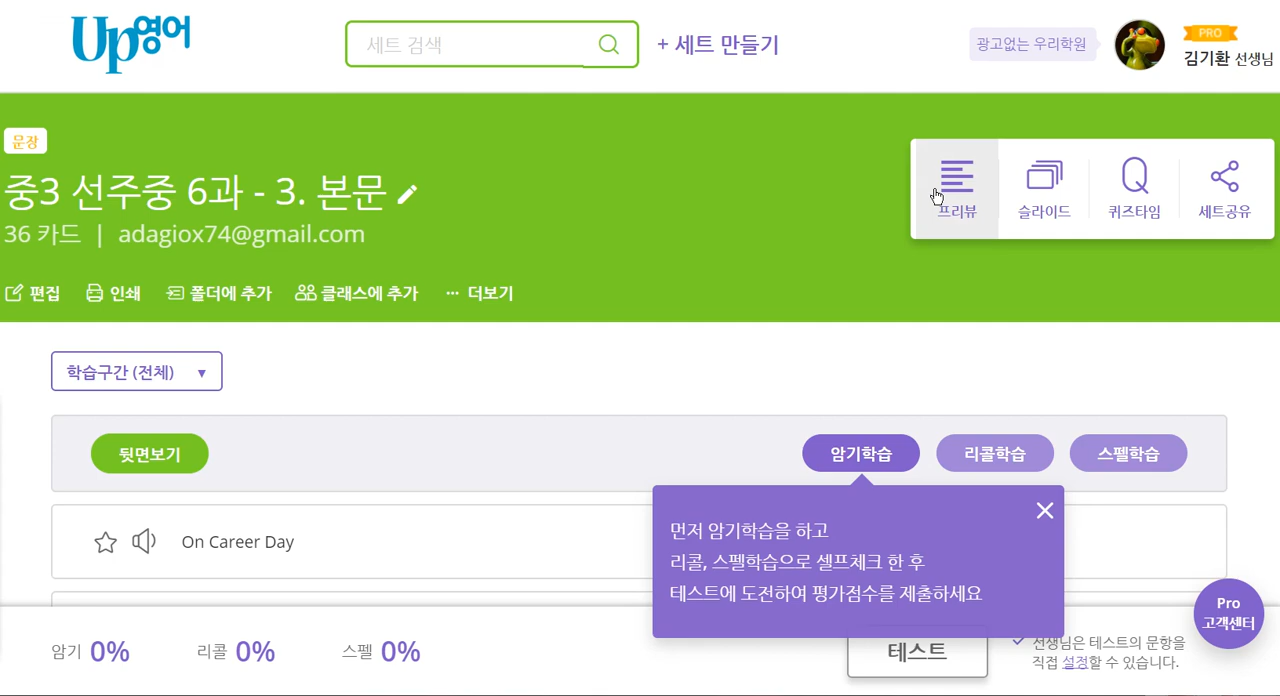 Up영어
세트 검색
+ 세트 만들기
광고없는 우리학원
PRO
김기환 선생님
문장
중3 선주중 6과 - 3. 본문
36 카드 | adagiox74@gmail.com
프리뷰
슬라이드
퀴즈타임
세트공유
편집
인쇄
폴더에 추가
클래스에 추가
··· 더보기
학습구간 (전체) ▼
뒷면보기
암기학습
리콜학습
스펠학습
먼저 암기학습을 하고
리콜, 스펠학습으로 셀프체크 한 후
테스트에 도전하여 평가점수를 제출하세요
On Career Day
Pro
고객센터
암기 0%
리콜 0%
스펠 0%
테스트
선생님은 테스트의 문항을
직접 설정할 수 있습니다.